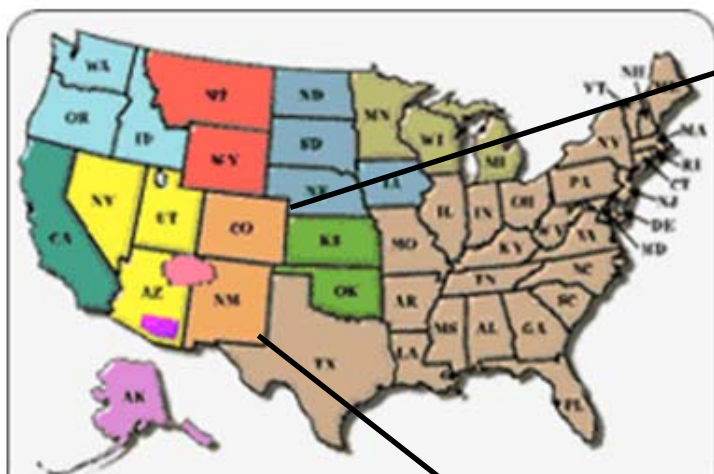 WA
OR
ID
MT
WY
ND
SD
NE
MN
WI
MI
IA
CA
NV
UT
CO
KS
AZ
NM
OK
TX
MO
AR
LA
IL
IN
OH
KY
TN
MS
AL
GA
FL
SC
NC
VA
WV
PA
NY
VT
NH
MA
RI
CT
NJ
DE
MD
AK